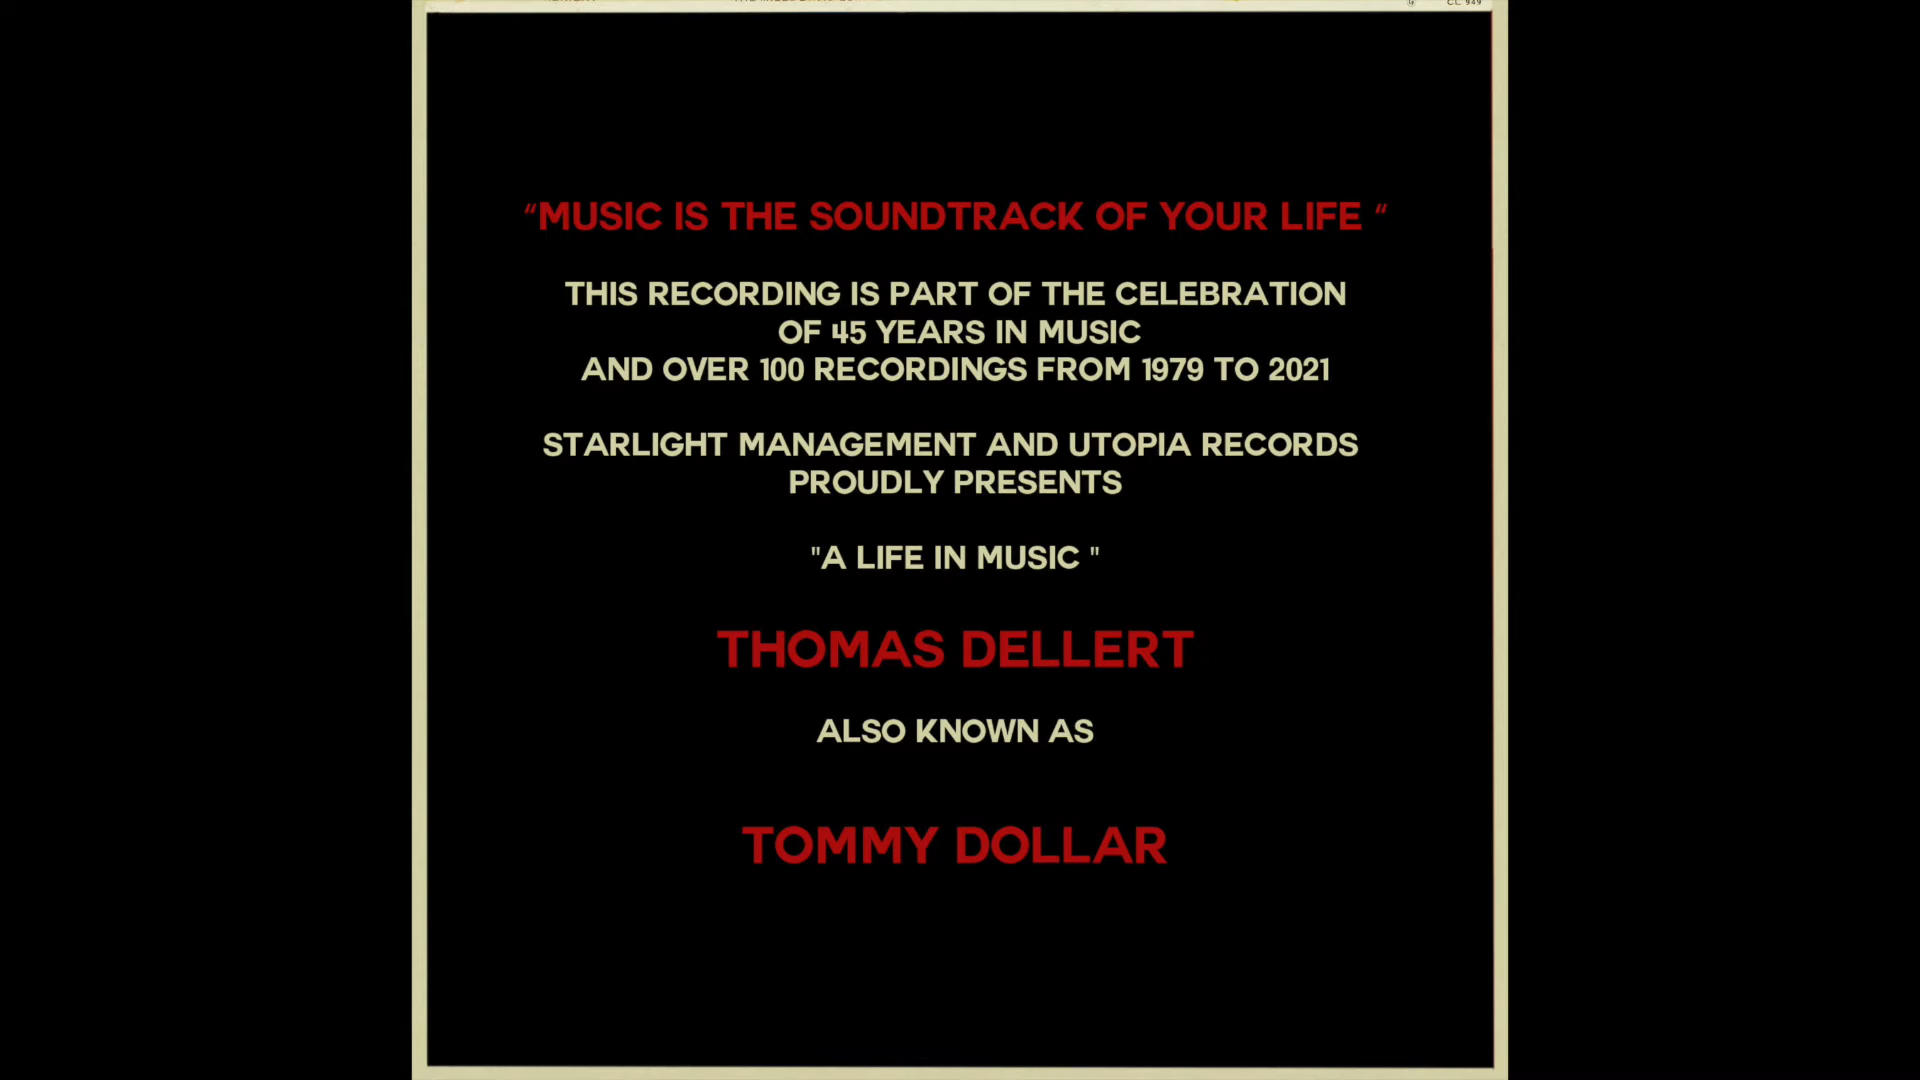 CL 949
“MUSIC IS THE SOUNDTRACK OF YOUR LIFE “
THIS RECORDING IS PART OF THE CELEBRATION
OF 45 YEARS IN MUSIC
AND OVER 100 RECORDINGS FROM 1979 TO 2021
STARLIGHT MANAGEMENT AND UTOPIA RECORDS
PROUDLY PRESENTS
"A LIFE IN MUSIC "
THOMAS DELLERT
ALSO KNOWN AS
TOMMY DOLLAR